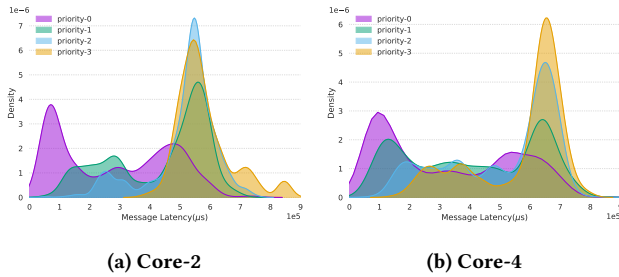 1e−6
priority-0
priority-1
priority-2
priority-3
7
6
5
4
3
2
1
0
Density
0 1 2 3 4 5 6 7 8 9
1e5
Message Latency(μs)
(a) Core-2
1e−6
priority-0
priority-1
priority-2
priority-3
6
5
4
3
2
1
0
Density
0 1 2 3 4 5 6 7 8 9
Message Latency(μs)
(b) Core-4